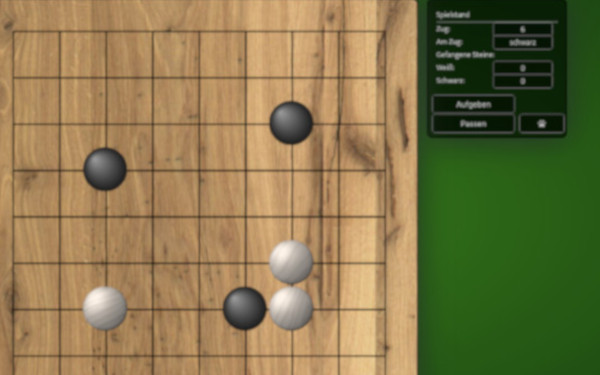 Spielstand
Zug: 6
Am Zug: schwarz
Gefangene Steine:
Weiß: 0
Schwarz: 0
Aufgeben
Passen